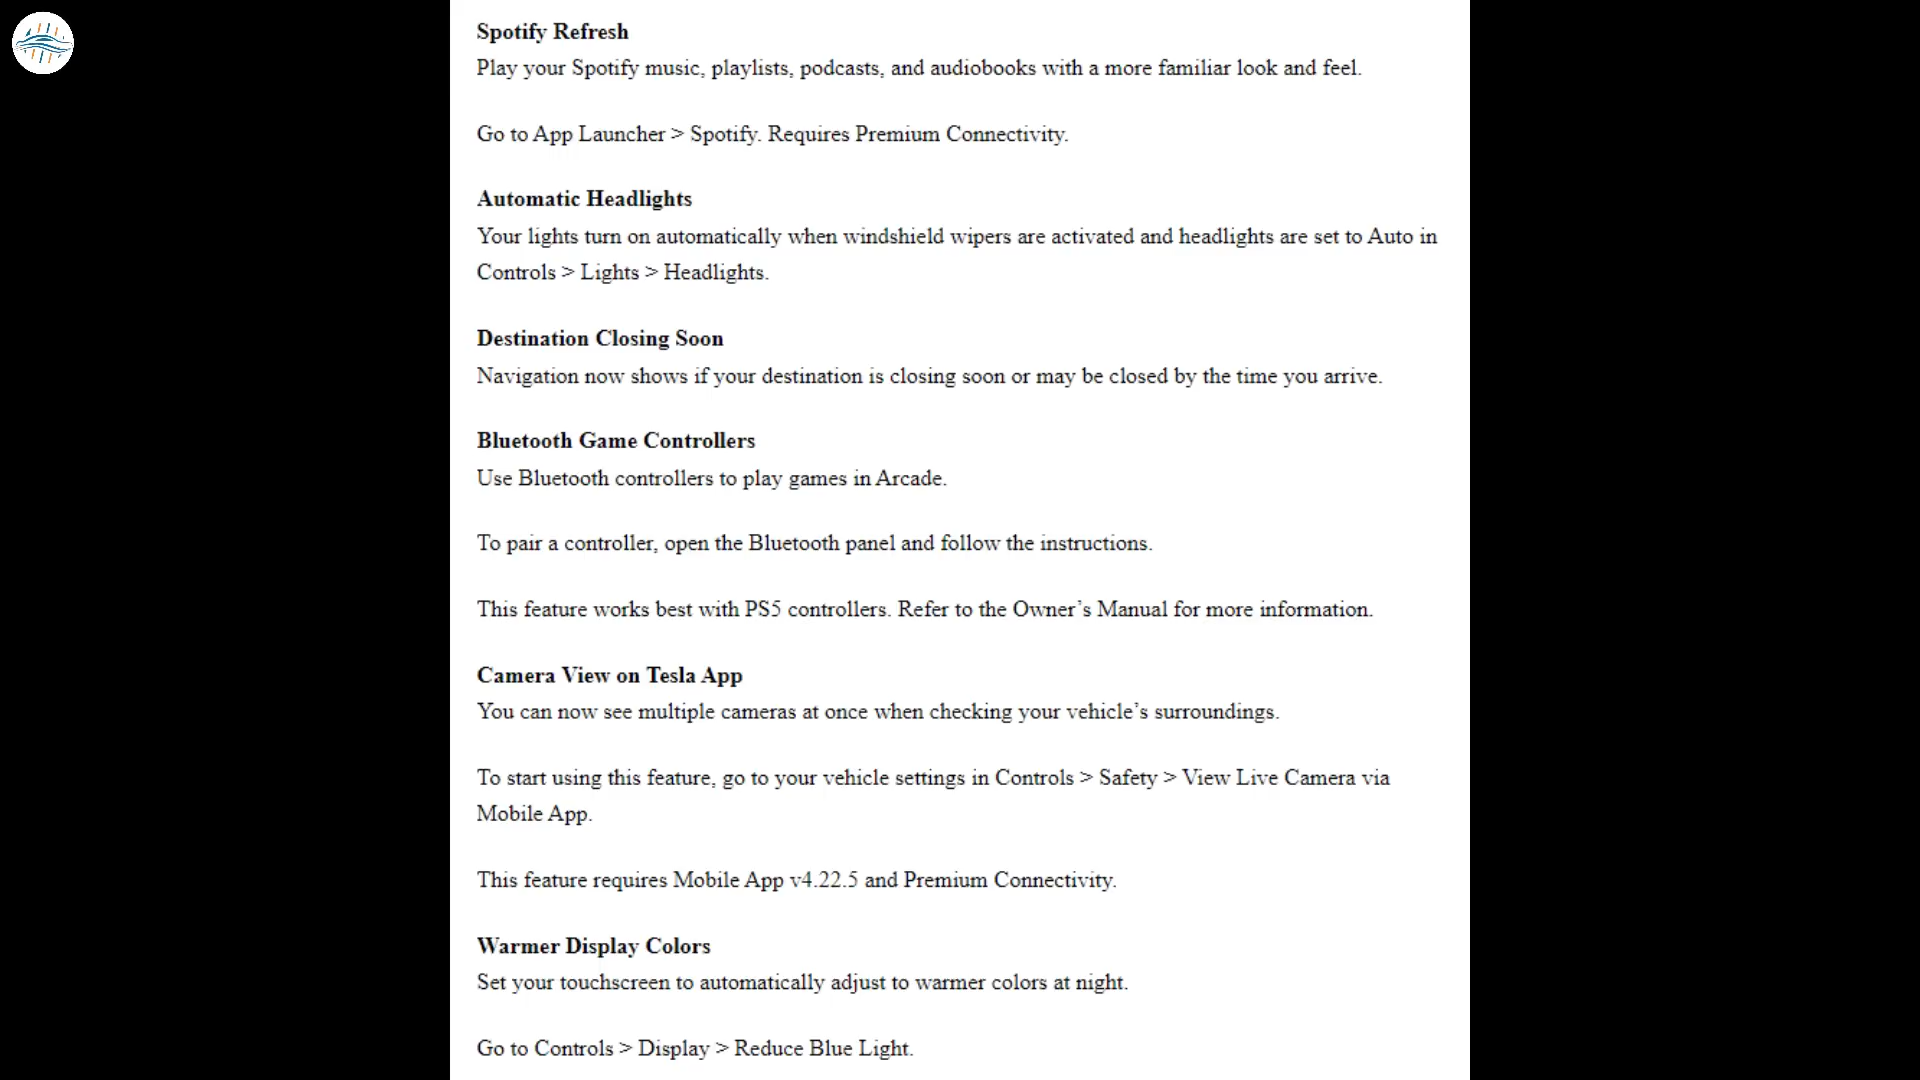 Spotify Refresh
Play your Spotify music, playlists, podcasts, and audiobooks with a more familiar look and feel.
Go to App Launcher > Spotify. Requires Premium Connectivity.
Automatic Headlights
Your lights turn on automatically when windshield wipers are activated and headlights are set to Auto in
Controls > Lights > Headlights.
Destination Closing Soon
Navigation now shows if your destination is closing soon or may be closed by the time you arrive.
Bluetooth Game Controllers
Use Bluetooth controllers to play games in Arcade.
To pair a controller, open the Bluetooth panel and follow the instructions.
This feature works best with PS5 controllers. Refer to the Owner’s Manual for more information.
Camera View on Tesla App
You can now see multiple cameras at once when checking your vehicle’s surroundings.
To start using this feature, go to your vehicle settings in Controls > Safety > View Live Camera via
Mobile App.
This feature requires Mobile App v4.22.5 and Premium Connectivity.
Warmer Display Colors
Set your touchscreen to automatically adjust to warmer colors at night.
Go to Controls > Display > Reduce Blue Light.